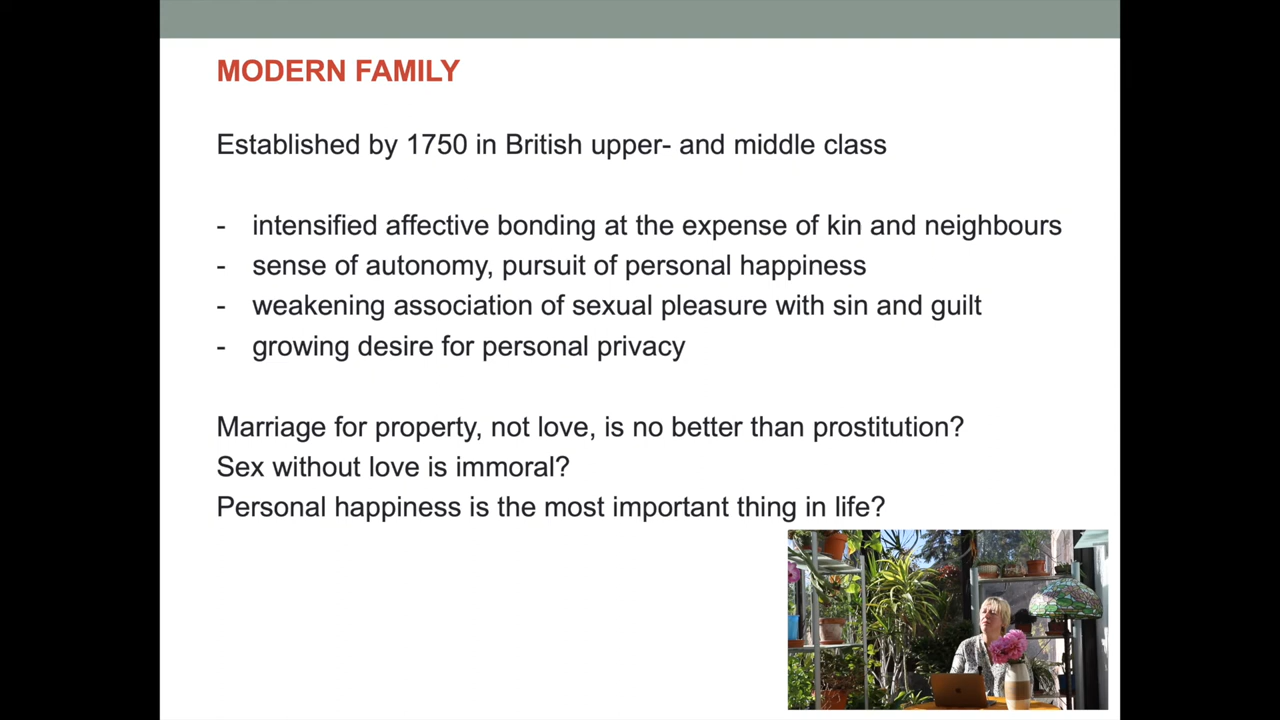 MODERN FAMILY
Established by 1750 in British upper- and middle class
- intensified affective bonding at the expense of kin and neighbours
- sense of autonomy, pursuit of personal happiness
- weakening association of sexual pleasure with sin and guilt
- growing desire for personal privacy
Marriage for property, not love, is no better than prostitution?
Sex without love is immoral?
Personal happiness is the most important thing in life?